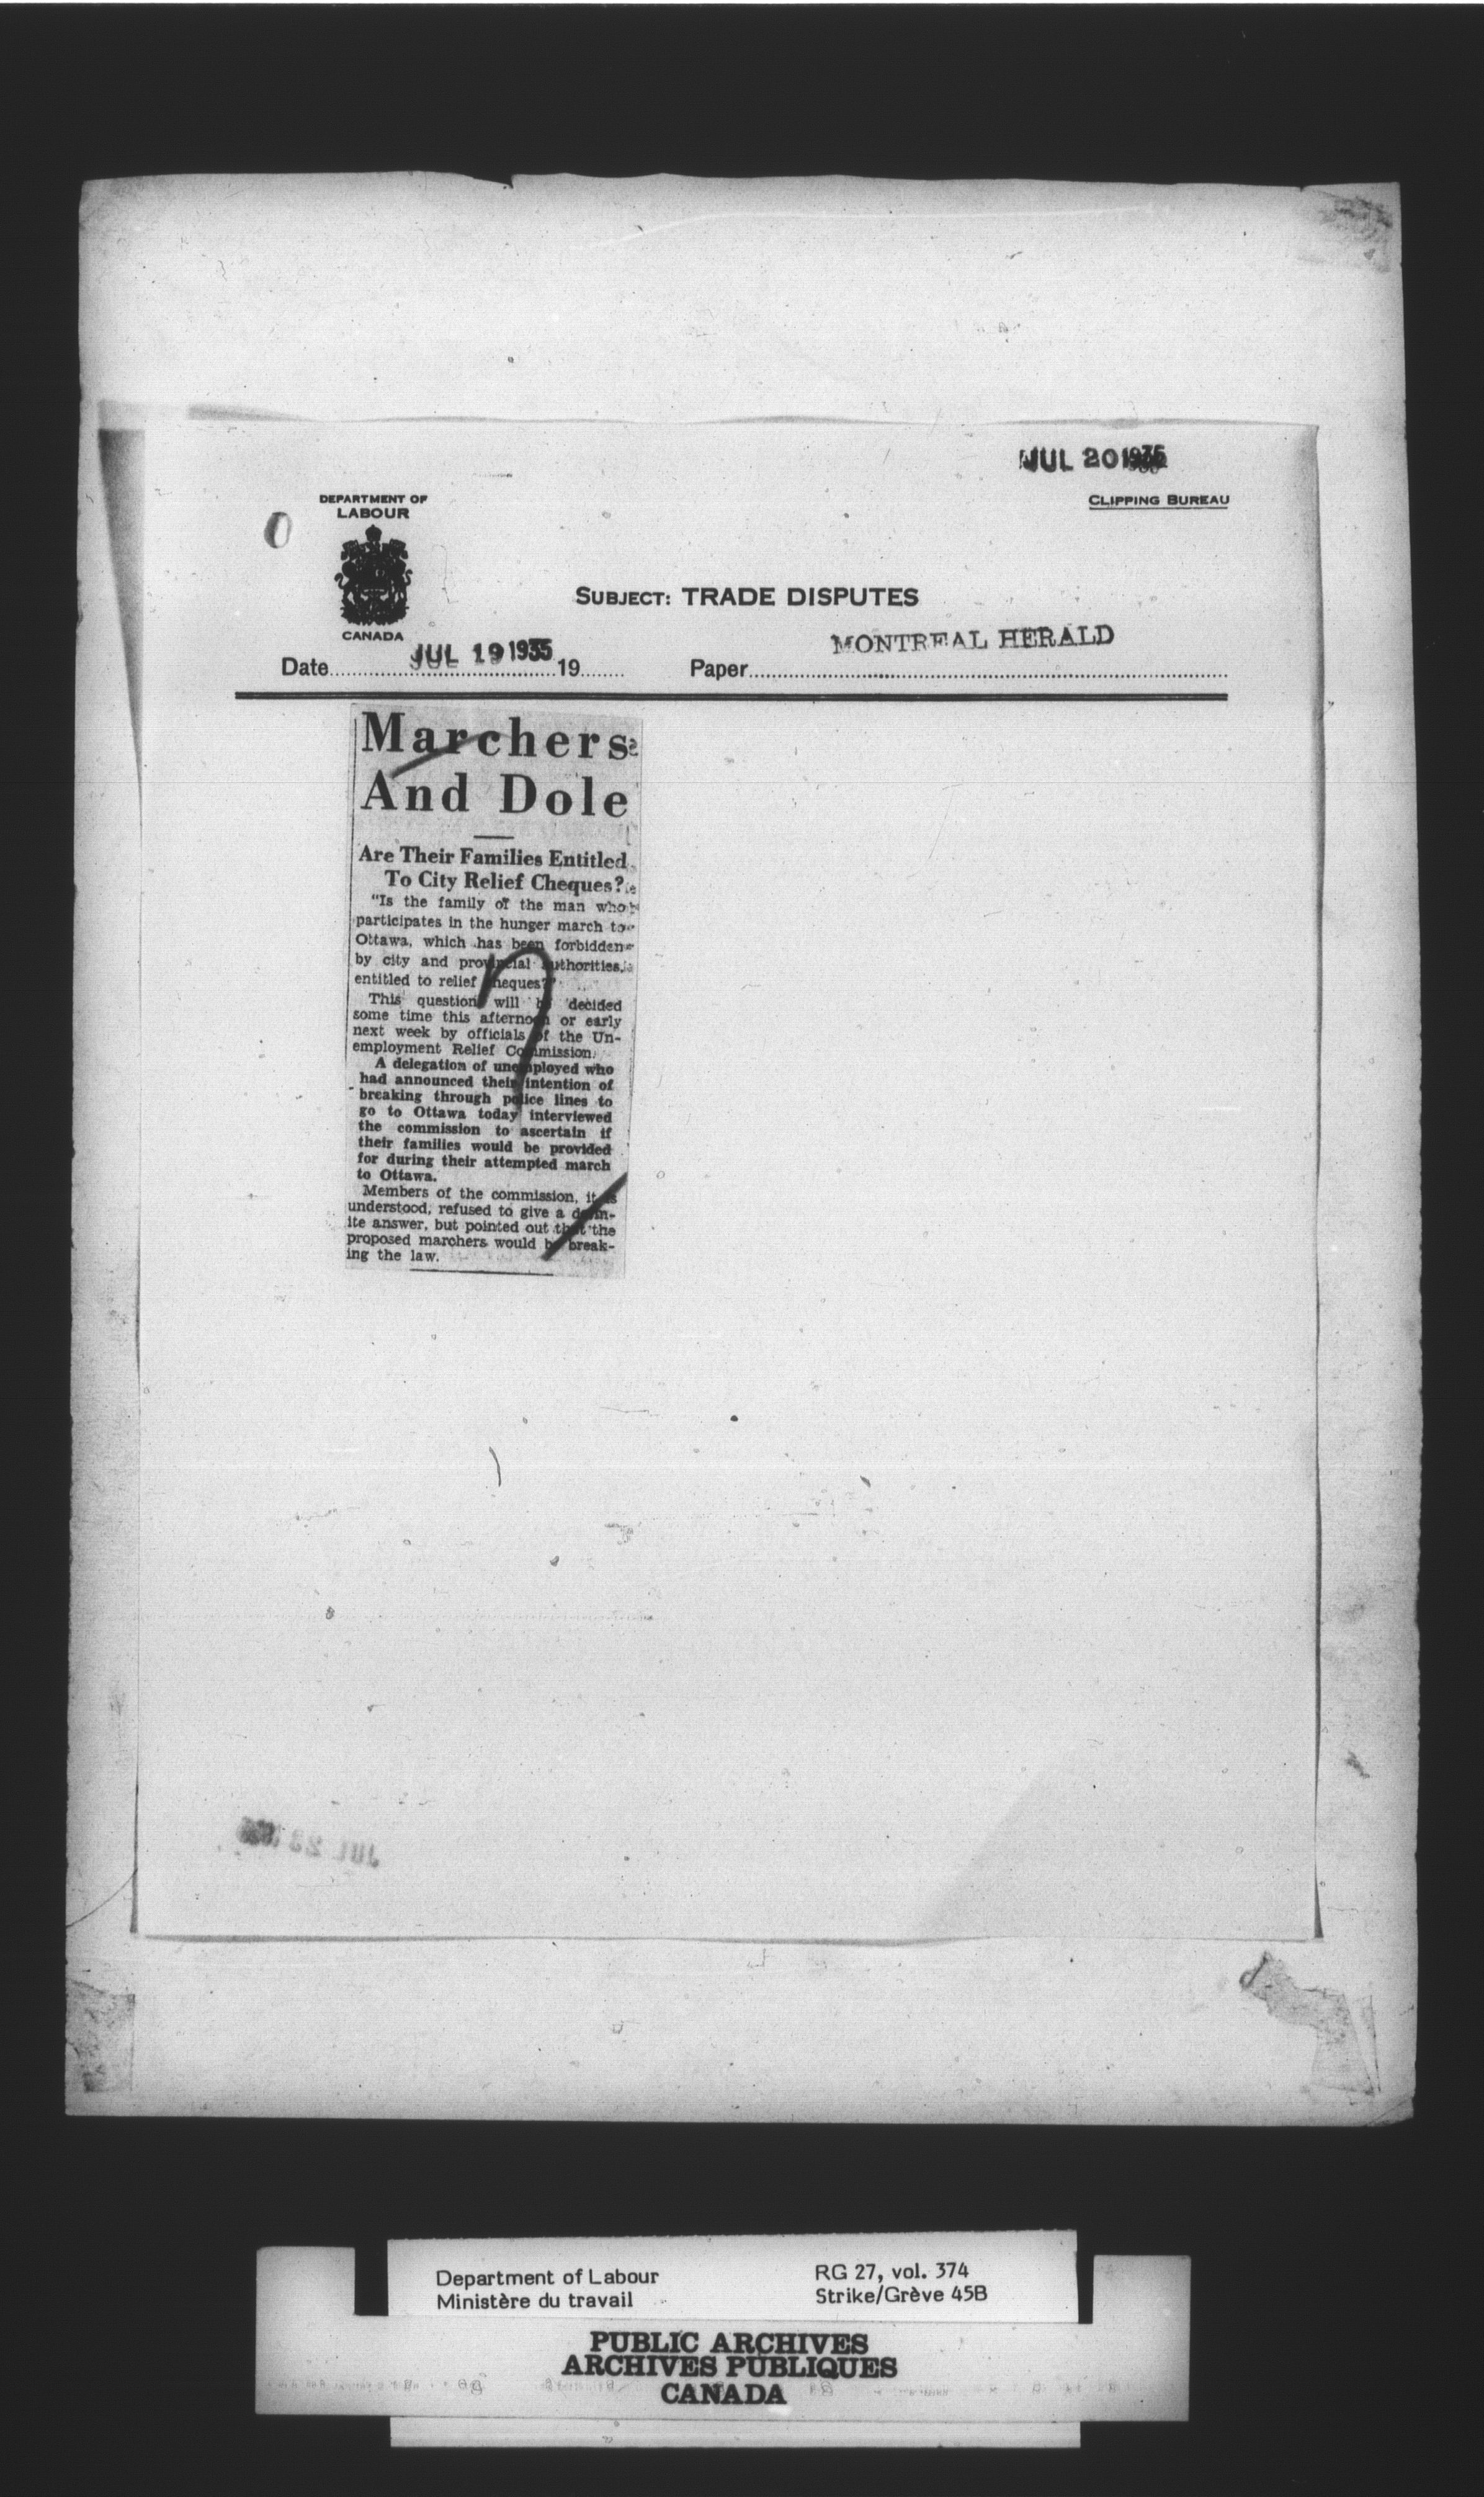 JUL 20 1935
CLIPPING BUREAU
DEPARTMENT OF
LABOUR
CANADA
SUBJECT: TRADE DISPUTES
MONTREAL HERALD
Date JUL 19 1935 19........ Paper
Marchers
And Dole
Are Their Families Entitled
To City Relief Cheques?
"Is the family of the man who
participates in the hunger march to
Ottawa, which has been forbidden
by city and provincial authorities,
entitled to relief cheques?"
This question will be decided
some time this afternoon or early
next week by officials of the Un-
employment Relief Commission.
A delegation of unemployed who
had announced their intention of
breaking through police lines to
go to Ottawa today interviewed
the commission to ascertain if
their families would be provided
for during their attempted march
to Ottawa.
Members of the commission, it is
understood, refused to give a defin-
ite answer, but pointed out that the
proposed marchers would be break-
ing the law.
JUL 23
Department of Labour
Ministère du travail
RG 27, vol. 374
Strike/Grève 45B
PUBLIC ARCHIVES
ARCHIVES PUBLIQUES
CANADA